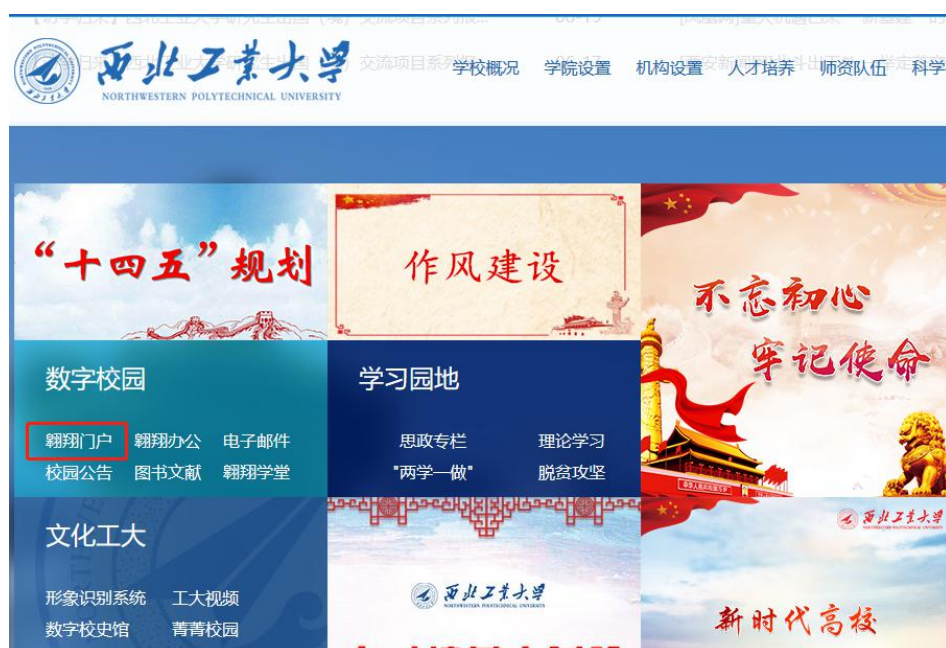 西北工业大学
NORTHWESTERN POLYTECHNICAL UNIVERSITY
学校概况 学院设置 机构设置 人才培养 师资队伍 科学
“十四五”规划
作风建设
不忘初心
牢记使命
数字校园
翱翔门户 翱翔办公 电子邮件
校园公告 图书文献 翱翔学堂
学习园地
思政专栏 理论学习
"两学一做" 脱贫攻坚
文化工大
形象识别系统 工大视频
数字校史馆 菁菁校园
西北工业大学
NORTHWESTERN POLYTECHNICAL UNIVERSITY
西北工业大学
新时代高校